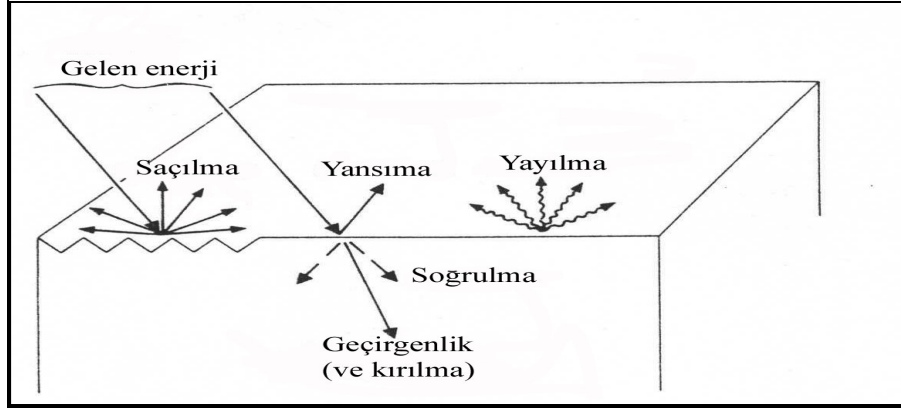 Gelen enerji
Saçılma
Yansıma
Yayılma
Soğrulma
Geçirgenlik
(ve kırılma)